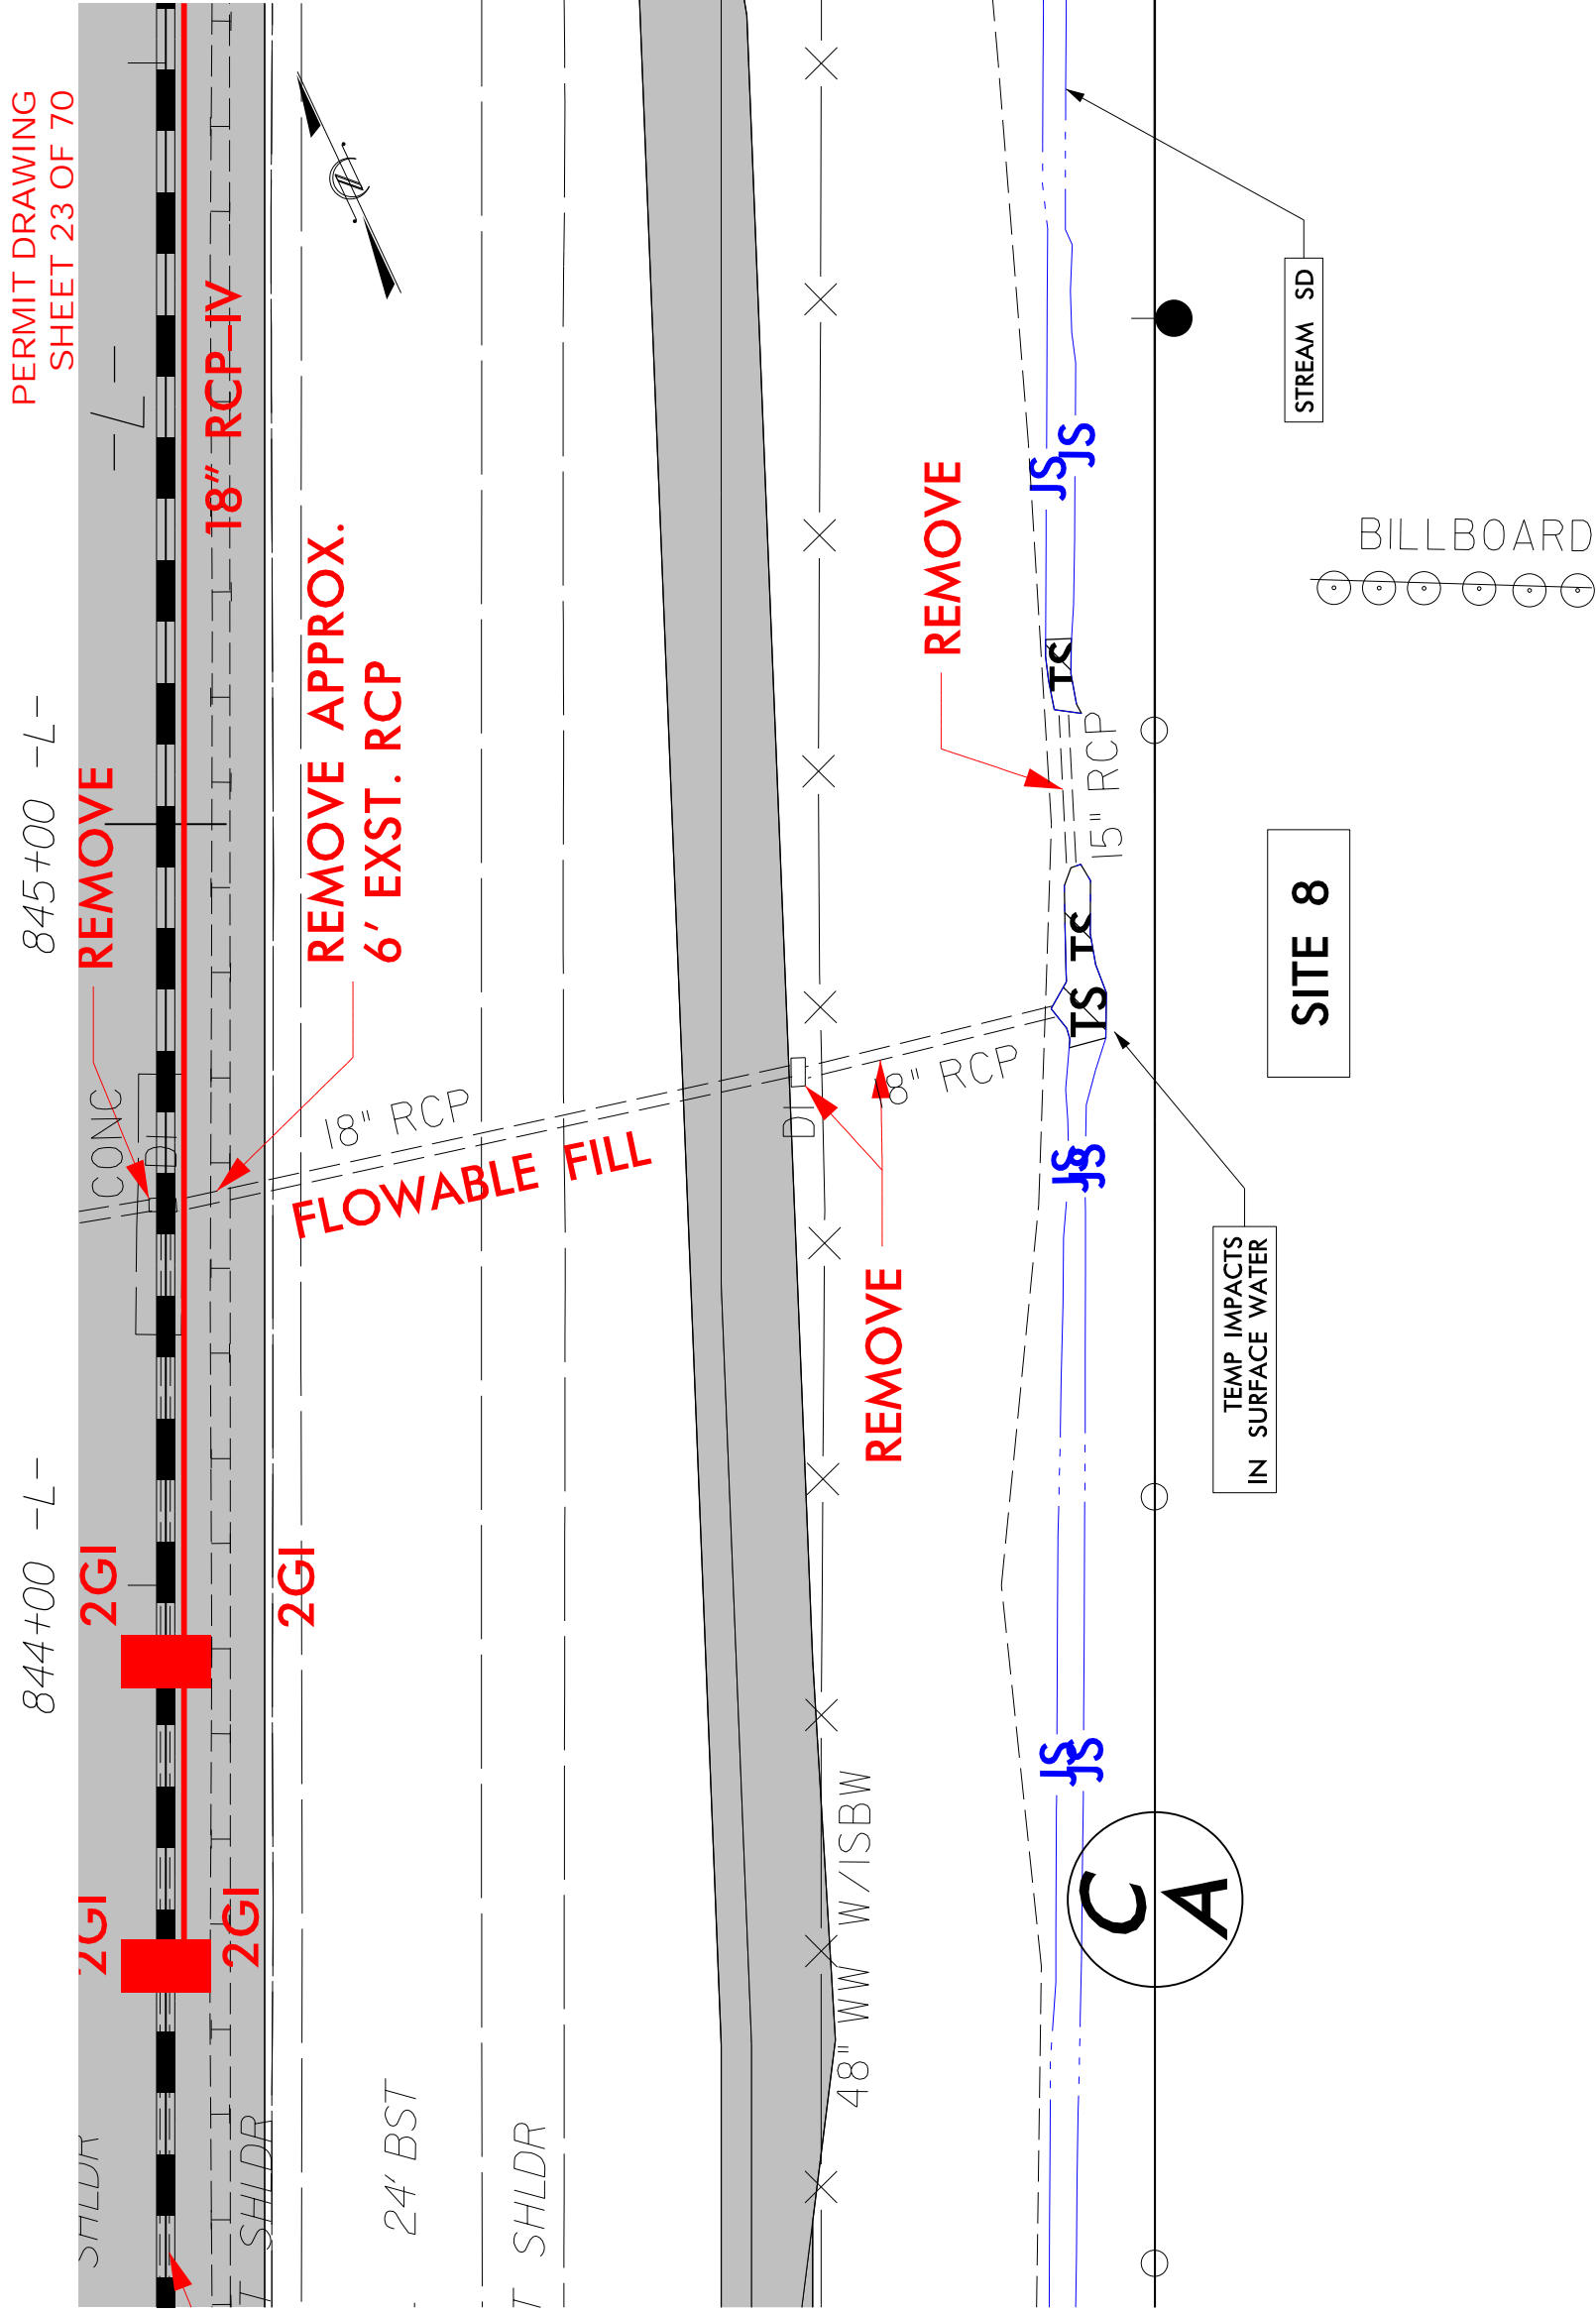 PERMIT DRAWING
SHEET 23 OF 70
-L-
18" RCP-IV
845+00 -L-
844+00 -L-
REMOVE
REMOVE APPROX.
6' EXST. RCP
CONC
DI
18" RCP
FLOWABLE FILL
DI
18" RCP
REMOVE
REMOVE
15" RCP
JS
JS
TS
TS
TS
JS
JS
JS
JS
STREAM SD
BILLBOARD
SITE 8
TEMP IMPACTS
IN SURFACE WATER
2GI
2GI
2GI
2GI
48" WW W/ISBW
C
A
SHLDR
SHLDR
24' BST
SHLDR